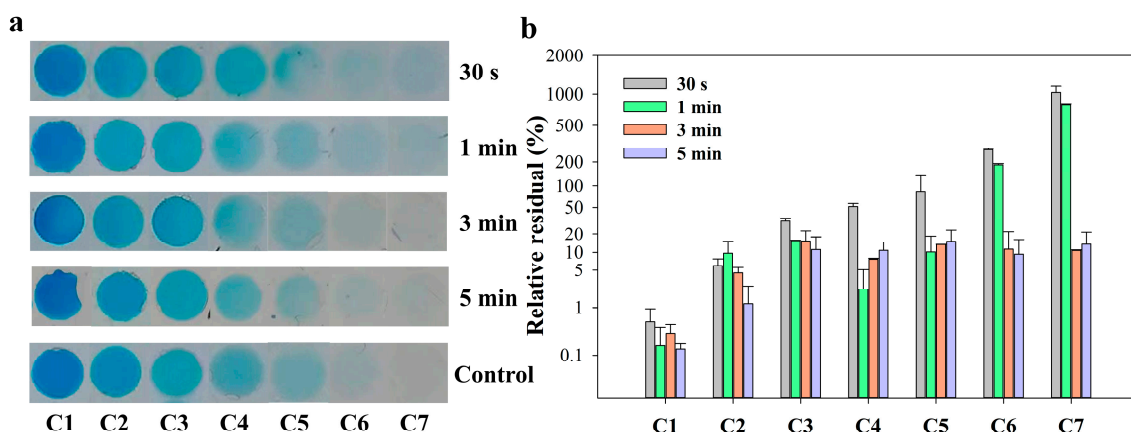 a
30 s
1 min
3 min
5 min
Control
C1 C2 C3 C4 C5 C6 C7
b
Relative residual (%)
2000
1000
500
200
100
50
20
10
5
1
0.1
30 s
1 min
3 min
5 min
C1 C2 C3 C4 C5 C6 C7